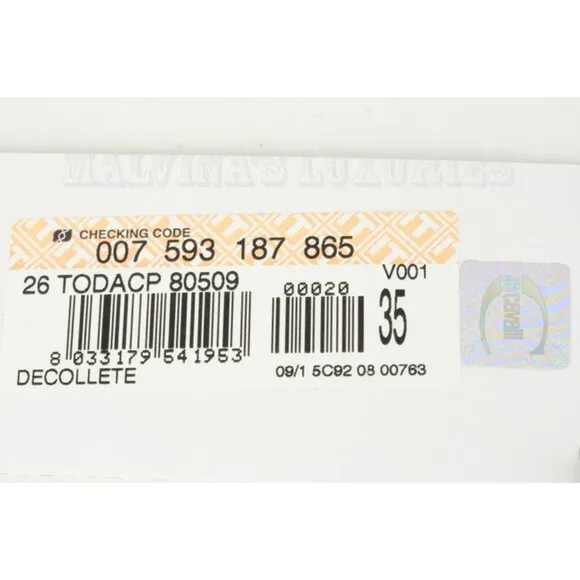 MALVINA'S LUXURIES
CHECKING CODE
007 593 187 865
26 TODACP 80509
V001
00020
35
8 033179 541953
DECOLLETE
09/1 5C92 08 00763